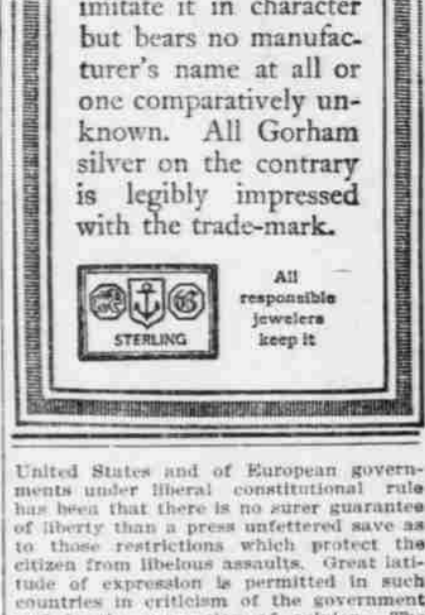 imitate it in character
but bears no manufac-
turer's name at all or
one comparatively un-
known. All Gorham
silver on the contrary
is legibly impressed
with the trade-mark.
STERLING
All
responsible
jewelers
keep it
United States and of European govern-
ments under liberal constitutional rule
has been that there is no surer guarantee
of liberty than a press unfettered save as
to those restrictions which protect the
citizen from libelous assaults. Great lati-
tude of expression is permitted in such
countries in criticism of the government